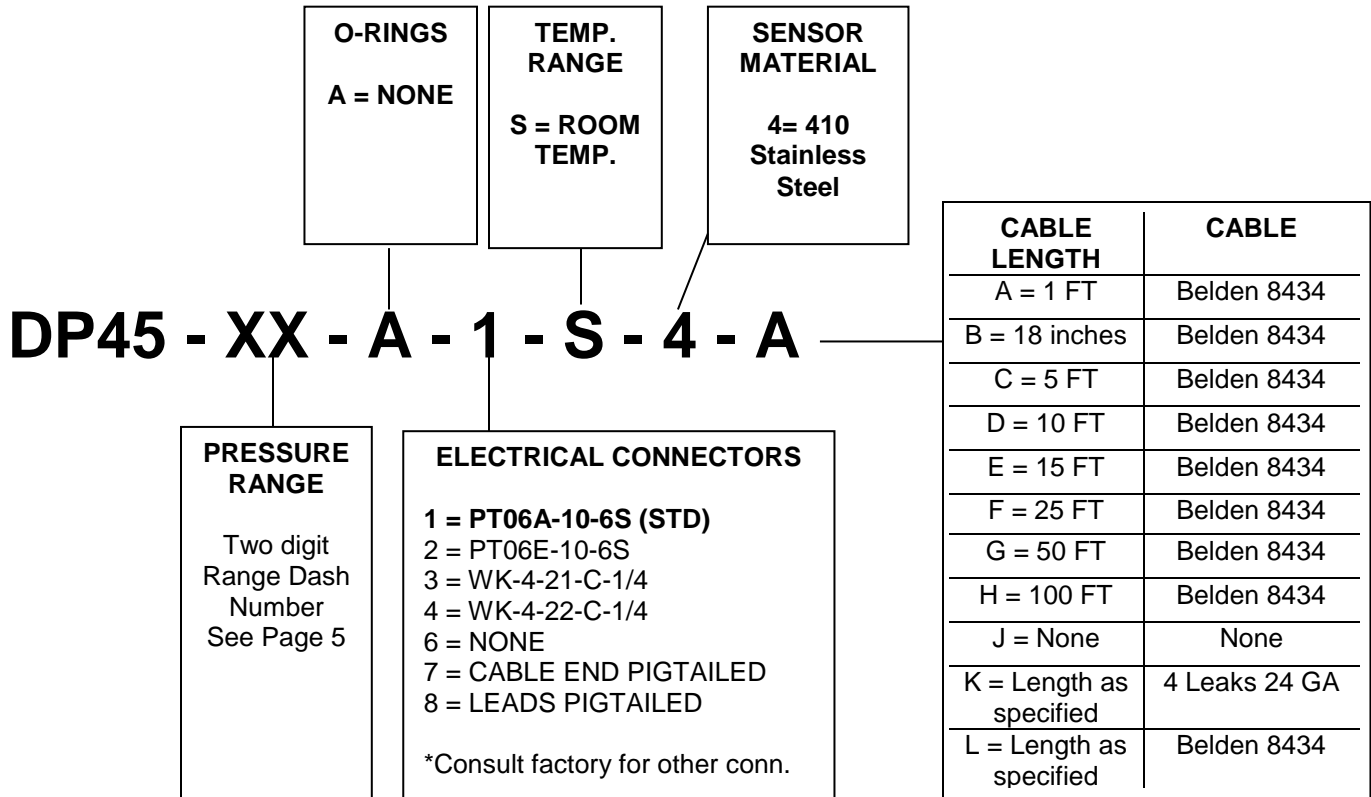 O-RINGS
A = NONE
TEMP.
RANGE
S = ROOM
TEMP.
SENSOR
MATERIAL
4= 410
Stainless
Steel
DP45 - XX - A - 1 - S - 4 - A
PRESSURE
RANGE
Two digit
Range Dash
Number
See Page 5
ELECTRICAL CONNECTORS
1 = PT06A-10-6S (STD)
2 = PT06E-10-6S
3 = WK-4-21-C-1/4
4 = WK-4-22-C-1/4
6 = NONE
7 = CABLE END PIGTAILED
8 = LEADS PIGTAILED
*Consult factory for other conn.
CABLE LENGTH CABLE
A = 1 FT Belden 8434
B = 18 inches Belden 8434
C = 5 FT Belden 8434
D = 10 FT Belden 8434
E = 15 FT Belden 8434
F = 25 FT Belden 8434
G = 50 FT Belden 8434
H = 100 FT Belden 8434
J = None None
K = Length as specified 4 Leaks 24 GA
L = Length as specified Belden 8434